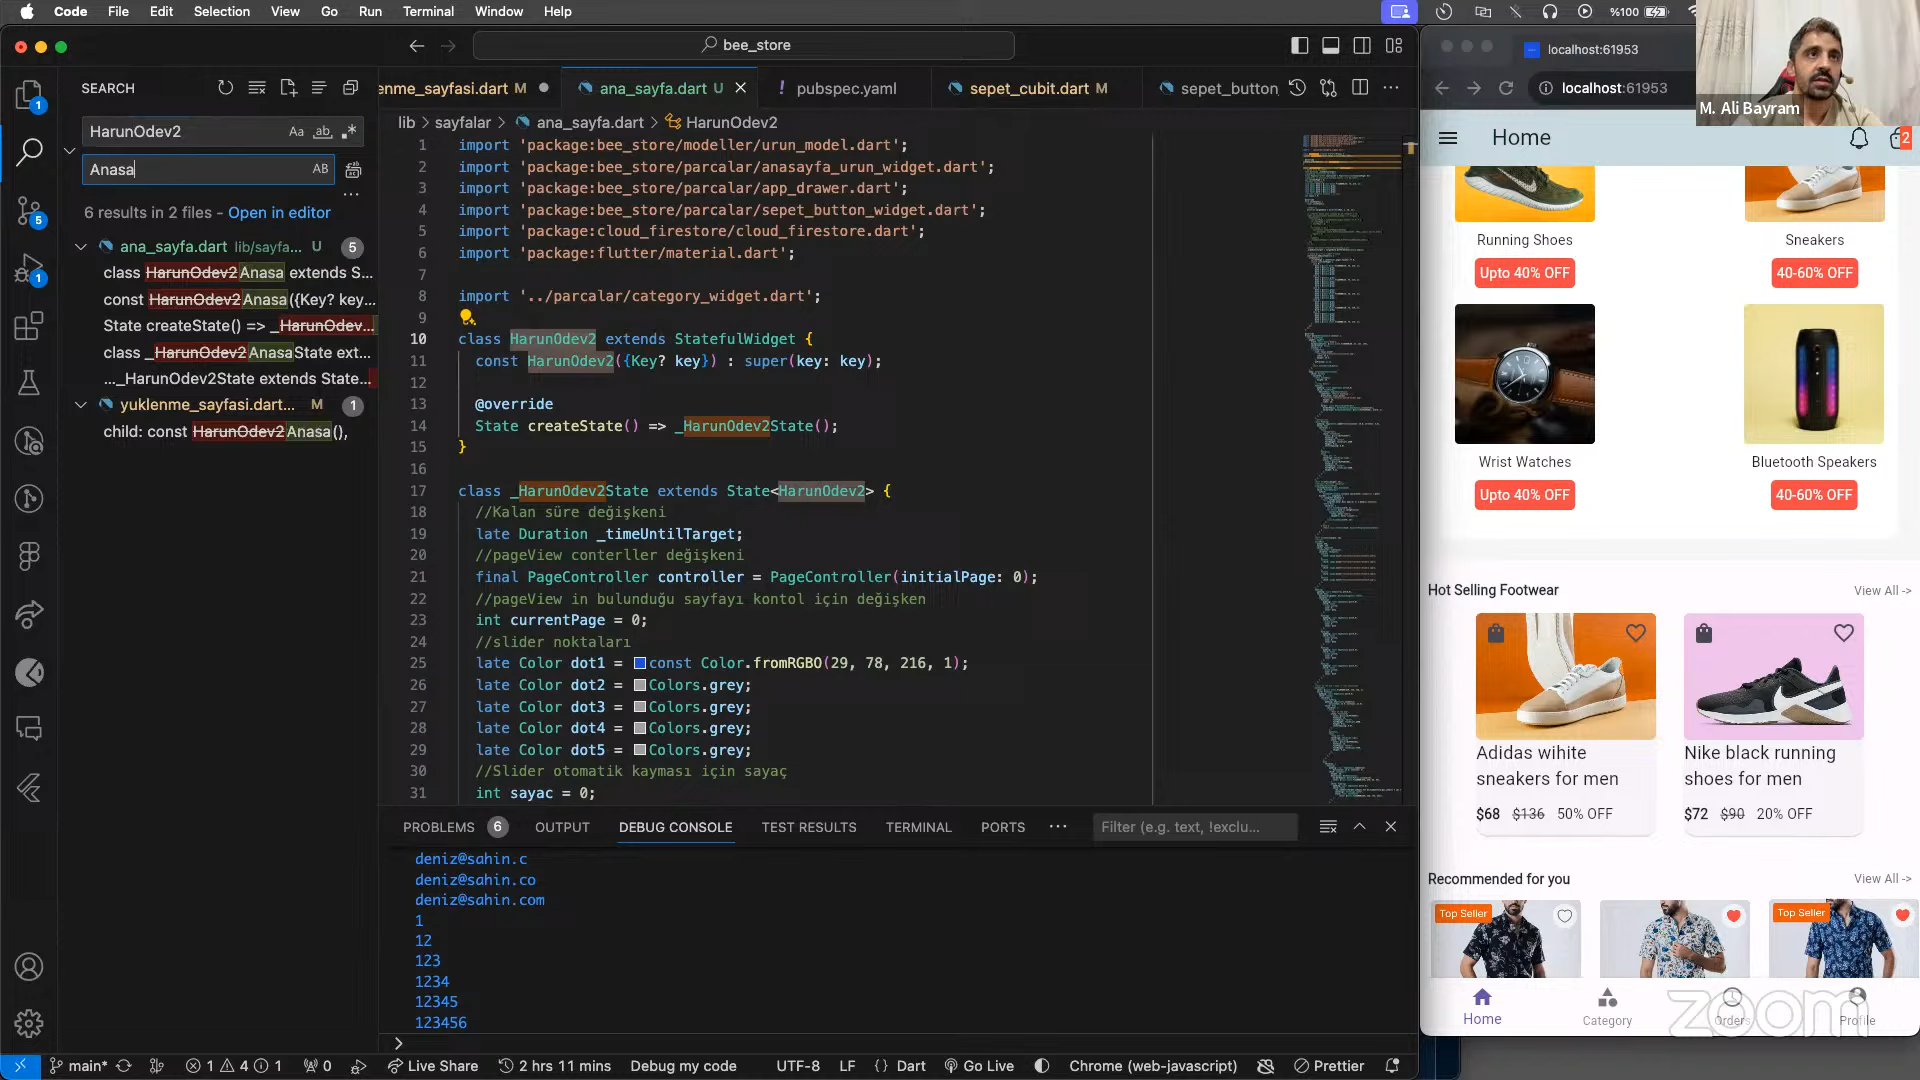 Code File Edit Selection View Go Run Terminal Window Help
%100
bee_store
SEARCH
HarunOdev2
Aa ab .*
Anasa
AB
6 results in 2 files - Open in editor
ana_sayfa.dart lib/sayfa... U 5
class HarunOdev2Anasa extends S...
const HarunOdev2Anasa({Key? key...
State createState() => _HarunOdev...
class _HarunOdev2AnasaState ext...
..._HarunOdev2State extends State...
yuklenme_sayfasi.dart... M 1
child: const HarunOdev2Anasa(),
1
5
1
enme_sayfasi.dart M
ana_sayfa.dart U
pubspec.yaml
sepet_cubit.dart M
sepet_button
lib > sayfalar > ana_sayfa.dart > HarunOdev2
1 import 'package:bee_store/modeller/urun_model.dart';
2 import 'package:bee_store/parcalar/anasayfa_urun_widget.dart';
3 import 'package:bee_store/parcalar/app_drawer.dart';
4 import 'package:bee_store/parcalar/sepet_button_widget.dart';
5 import 'package:cloud_firestore/cloud_firestore.dart';
6 import 'package:flutter/material.dart';
7
8 import '../parcalar/category_widget.dart';
9
10 class HarunOdev2 extends StatefulWidget {
11 const HarunOdev2({Key? key}) : super(key: key);
12
13 @override
14 State createState() => _HarunOdev2State();
15 }
16
17 class _HarunOdev2State extends State<HarunOdev2> {
18 //Kalan süre değişkeni
19 late Duration _timeUntilTarget;
20 //pageView conterller değişkeni
21 final PageController controller = PageController(initialPage: 0);
22 //pageView in bulunduğu sayfayı kontol için değişken
23 int currentPage = 0;
24 //slider noktaları
25 late Color dot1 = const Color.fromRGBO(29, 78, 216, 1);
26 late Color dot2 = Colors.grey;
27 late Color dot3 = Colors.grey;
28 late Color dot4 = Colors.grey;
29 late Color dot5 = Colors.grey;
30 //Slider otomatik kayması için sayaç
31 int sayac = 0;
PROBLEMS 6 OUTPUT DEBUG CONSOLE TEST RESULTS TERMINAL PORTS
Filter (e.g. text, !exclu...
deniz@sahin.c
deniz@sahin.co
deniz@sahin.com
1
12
123
1234
12345
123456
main* 1 4 1 0 Live Share 2 hrs 11 mins Debug my code UTF-8 LF {} Dart Go Live Chrome (web-javascript) Prettier
localhost:61953
localhost:61953
M. Ali Bayram
Home
2
Running Shoes
Sneakers
Upto 40% OFF
40-60% OFF
Wrist Watches
Bluetooth Speakers
Upto 40% OFF
40-60% OFF
Hot Selling Footwear
View All ->
Adidas wihite
sneakers for men
$68 $136 50% OFF
Nike black running
shoes for men
$72 $90 20% OFF
Recommended for you
View All ->
Top Seller
Top Seller
Home
Category
Orders
Profile
zoom